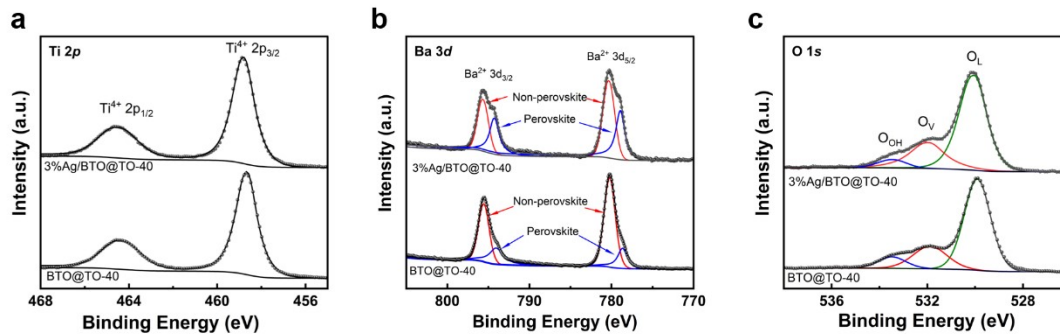 a
Ti 2p
Ti⁴⁺ 2p₃/₂
Ti⁴⁺ 2p₁/₂
3%Ag/BTO@TO-40
BTO@TO-40
Intensity (a.u.)
468 464 460 456
Binding Energy (eV)
b
Ba 3d
Ba²⁺ 3d₅/₂
Ba²⁺ 3d₃/₂
Non-perovskite
Perovskite
3%Ag/BTO@TO-40
Non-perovskite
Perovskite
BTO@TO-40
Intensity (a.u.)
800 790 780 770
Binding Energy (eV)
c
O 1s
O_L
O_V
O_OH
3%Ag/BTO@TO-40
BTO@TO-40
Intensity (a.u.)
536 532 528
Binding Energy (eV)